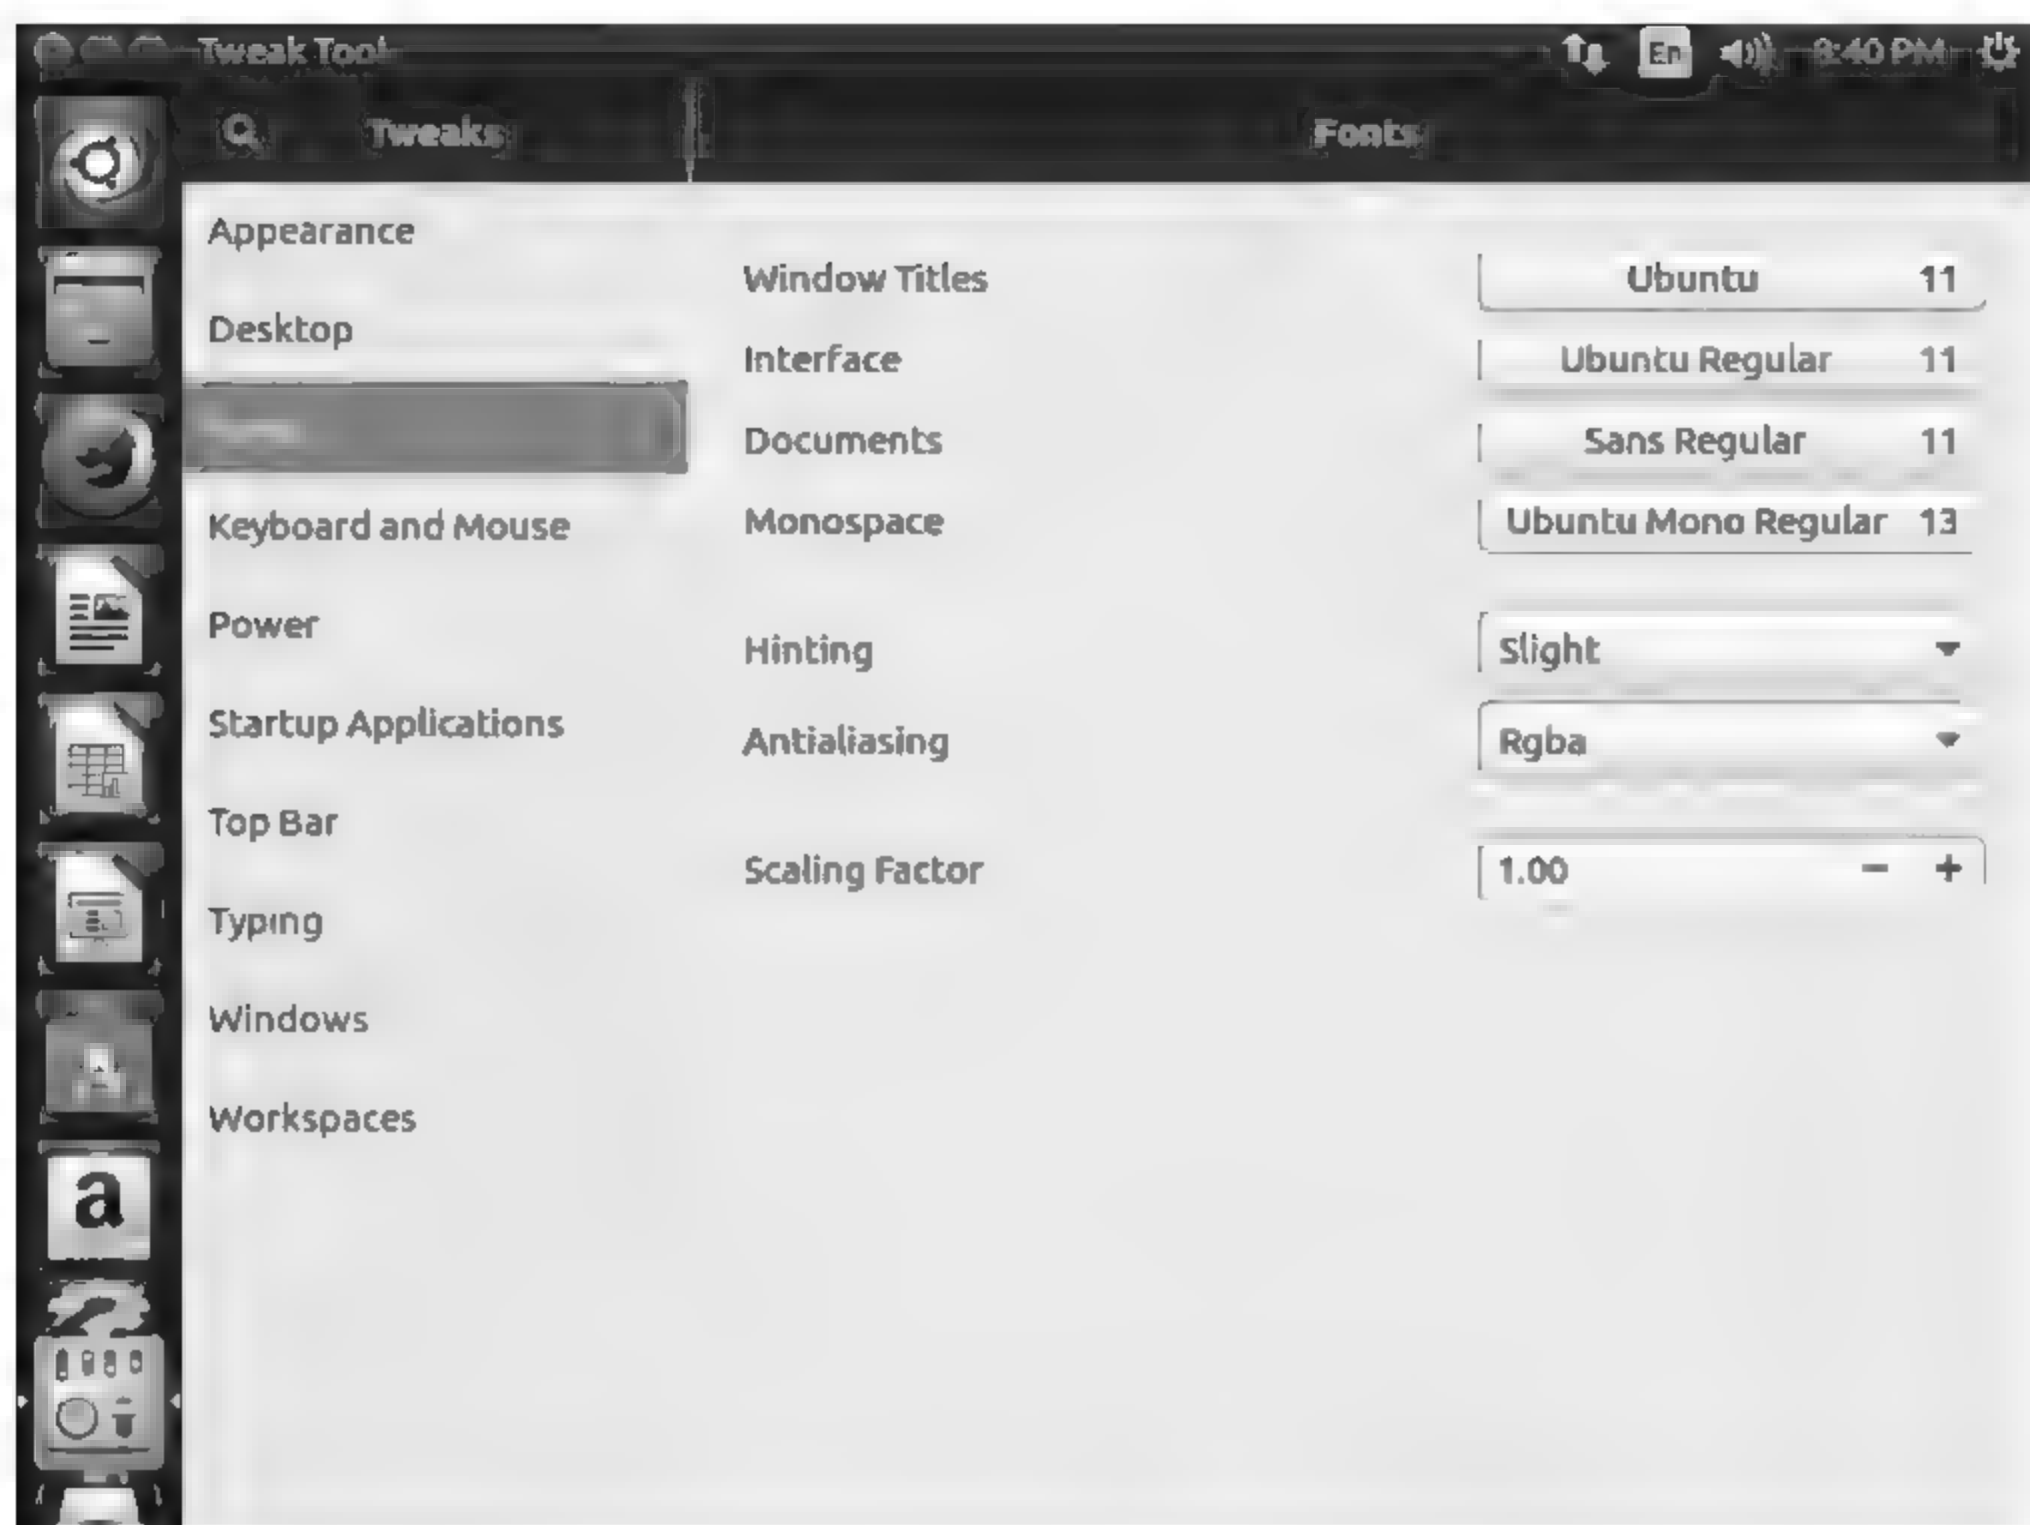 Tweak Tool En 8:40 PM
Tweaks Fonts
Appearance
Desktop
Keyboard and Mouse
Power
Startup Applications
Top Bar
Typing
Windows
Workspaces
Window Titles Ubuntu 11
Interface Ubuntu Regular 11
Documents Sans Regular 11
Monospace Ubuntu Mono Regular 13
Hinting Slight
Antialiasing Rgba
Scaling Factor 1.00 − +
a